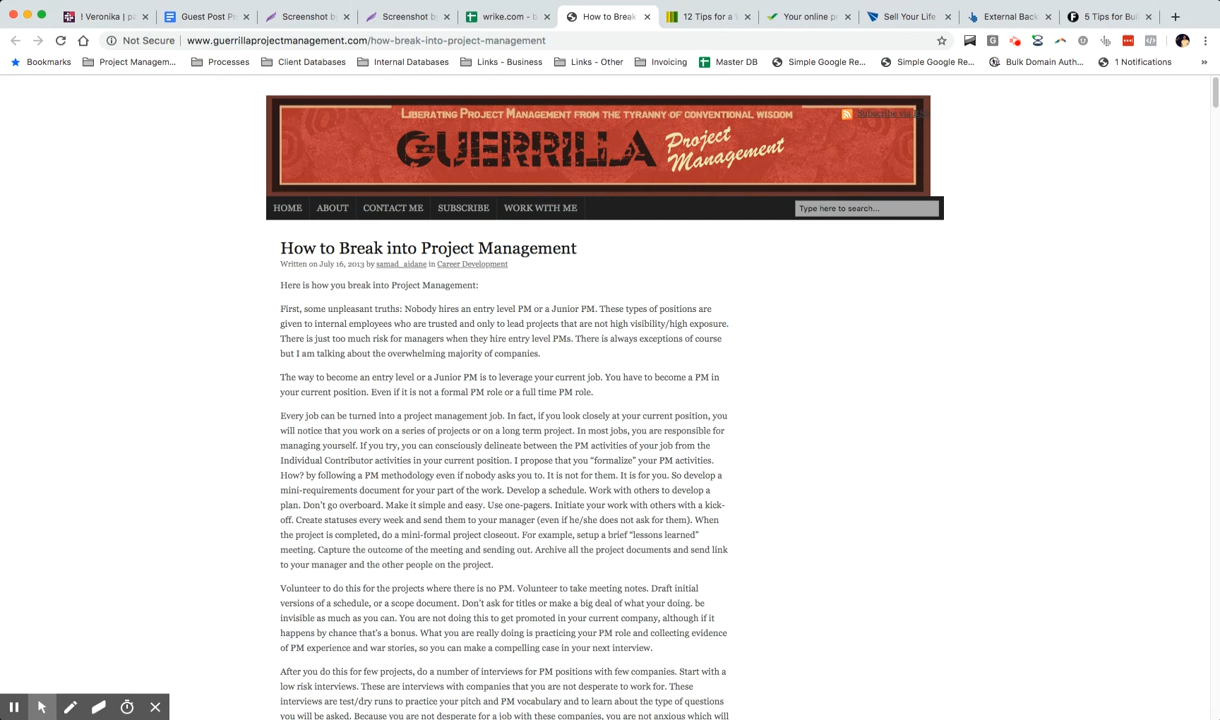 ! Veronika | pa
Guest Post Pr
Screenshot by
Screenshot by
wrike.com - b
How to Break
12 Tips for a
Your online p
Sell Your Life
External Back
5 Tips for Bui
Not Secure
www.guerrillaprojectmanagement.com/how-break-into-project-management
Bookmarks
Project Managem...
Processes
Client Databases
Internal Databases
Links - Business
Links - Other
Invoicing
Master DB
Simple Google Re...
Simple Google Re...
Bulk Domain Auth...
1 Notifications
»
Liberating Project Management from the tyranny of conventional wisdom
Subscribe via
GUERRILLA
Project
Management
HOME
ABOUT
CONTACT ME
SUBSCRIBE
WORK WITH ME
Type here to search...
How to Break into Project Management
Written on July 16, 2013 by samad_aidane in Career Development
Here is how you break into Project Management:
First, some unpleasant truths: Nobody hires an entry level PM or a Junior PM. These types of positions are
given to internal employees who are trusted and only to lead projects that are not high visibility/high exposure.
There is just too much risk for managers when they hire entry level PMs. There is always exceptions of course
but I am talking about the overwhelming majority of companies.
The way to become an entry level or a Junior PM is to leverage your current job. You have to become a PM in
your current position. Even if it is not a formal PM role or a full time PM role.
Every job can be turned into a project management job. In fact, if you look closely at your current position, you
will notice that you work on a series of projects or on a long term project. In most jobs, you are responsible for
managing yourself. If you try, you can consciously delineate between the PM activities of your job from the
Individual Contributor activities in your current position. I propose that you “formalize” your PM activities.
How? by following a PM methodology even if nobody asks you to. It is not for them. It is for you. So develop a
mini-requirements document for your part of the work. Develop a schedule. Work with others to develop a
plan. Don’t go overboard. Make it simple and easy. Use one-pagers. Initiate your work with others with a kick-
off. Create statuses every week and send them to your manager (even if he/she does not ask for them). When
the project is completed, do a mini-formal project closeout. For example, setup a brief “lessons learned”
meeting. Capture the outcome of the meeting and sending out. Archive all the project documents and send link
to your manager and the other people on the project.
Volunteer to do this for the projects where there is no PM. Volunteer to take meeting notes. Draft initial
versions of a schedule, or a scope document. Don’t ask for titles or make a big deal of what your doing. be
invisible as much as you can. You are not doing this to get promoted in your current company, although if it
happens by chance that’s a bonus. What you are really doing is practicing your PM role and collecting evidence
of PM experience and war stories, so you can make a compelling case in your next interview.
After you do this for few projects, do a number of interviews for PM positions with few companies. Start with a
low risk interviews. These are interviews with companies that you are not desperate to work for. These
interviews are test/dry runs to practice your pitch and PM vocabulary and to learn about the type of questions
you will be asked. Because you are not desperate for a job with these companies, you are not anxious which will